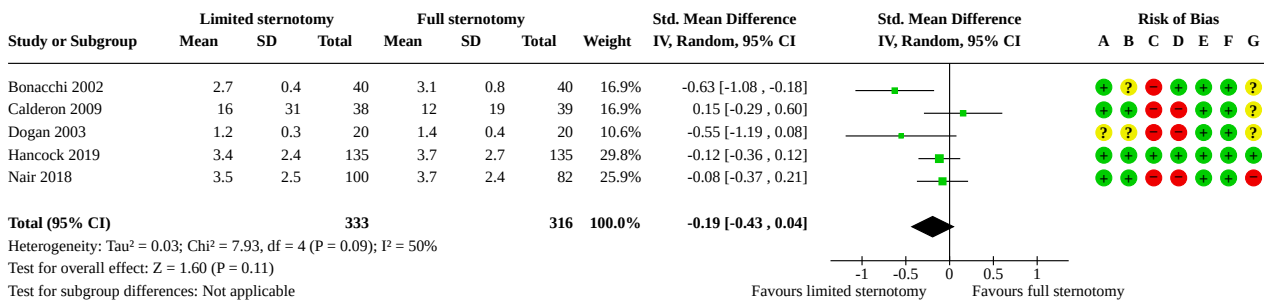 Limited sternotomy Full sternotomy Std. Mean Difference Std. Mean Difference Risk of Bias
Study or Subgroup Mean SD Total Mean SD Total Weight IV, Random, 95% CI IV, Random, 95% CI A B C D E F G
Bonacchi 2002 2.7 0.4 40 3.1 0.8 40 16.9% -0.63 [-1.08 , -0.18] + ? − + + + ?
Calderon 2009 16 31 38 12 19 39 16.9% 0.15 [-0.29 , 0.60] + + − − + + ?
Dogan 2003 1.2 0.3 20 1.4 0.4 20 10.6% -0.55 [-1.19 , 0.08] ? ? − − + + ?
Hancock 2019 3.4 2.4 135 3.7 2.7 135 29.8% -0.12 [-0.36 , 0.12] + + + + + + +
Nair 2018 3.5 2.5 100 3.7 2.4 82 25.9% -0.08 [-0.37 , 0.21] + + − − + + −
Total (95% CI) 333 316 100.0% -0.19 [-0.43 , 0.04]
Heterogeneity: Tau² = 0.03; Chi² = 7.93, df = 4 (P = 0.09); I² = 50%
Test for overall effect: Z = 1.60 (P = 0.11)
-1 -0.5 0 0.5 1
Test for subgroup differences: Not applicable Favours limited sternotomy Favours full sternotomy